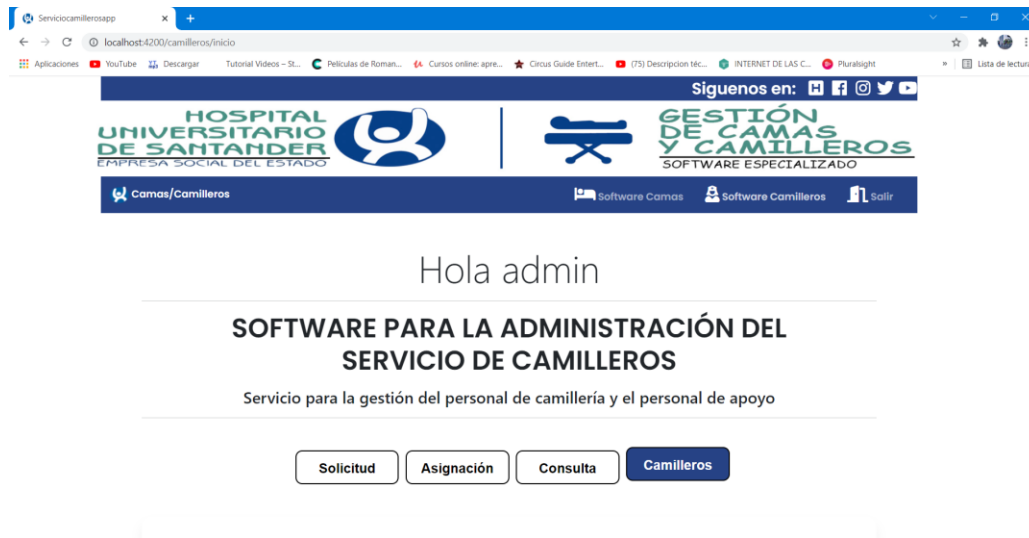 Serviciocamillerosapp
localhost:4200/camilleros/inicio
Aplicaciones YouTube Descargar Tutorial Videos – St... Películas de Roman... Cursos online: apre... Circus Guide Entert... (75) Descripcion téc... INTERNET DE LAS C... Pluralsight » Lista de lectura
Siguenos en:
HOSPITAL
UNIVERSITARIO
DE SANTANDER
EMPRESA SOCIAL DEL ESTADO
GESTIÓN
DE CAMAS
Y CAMILLEROS
SOFTWARE ESPECIALIZADO
Camas/Camilleros Software Camas Software Camilleros Salir
Hola admin
SOFTWARE PARA LA ADMINISTRACIÓN DEL
SERVICIO DE CAMILLEROS
Servicio para la gestión del personal de camillería y el personal de apoyo
Solicitud Asignación Consulta Camilleros